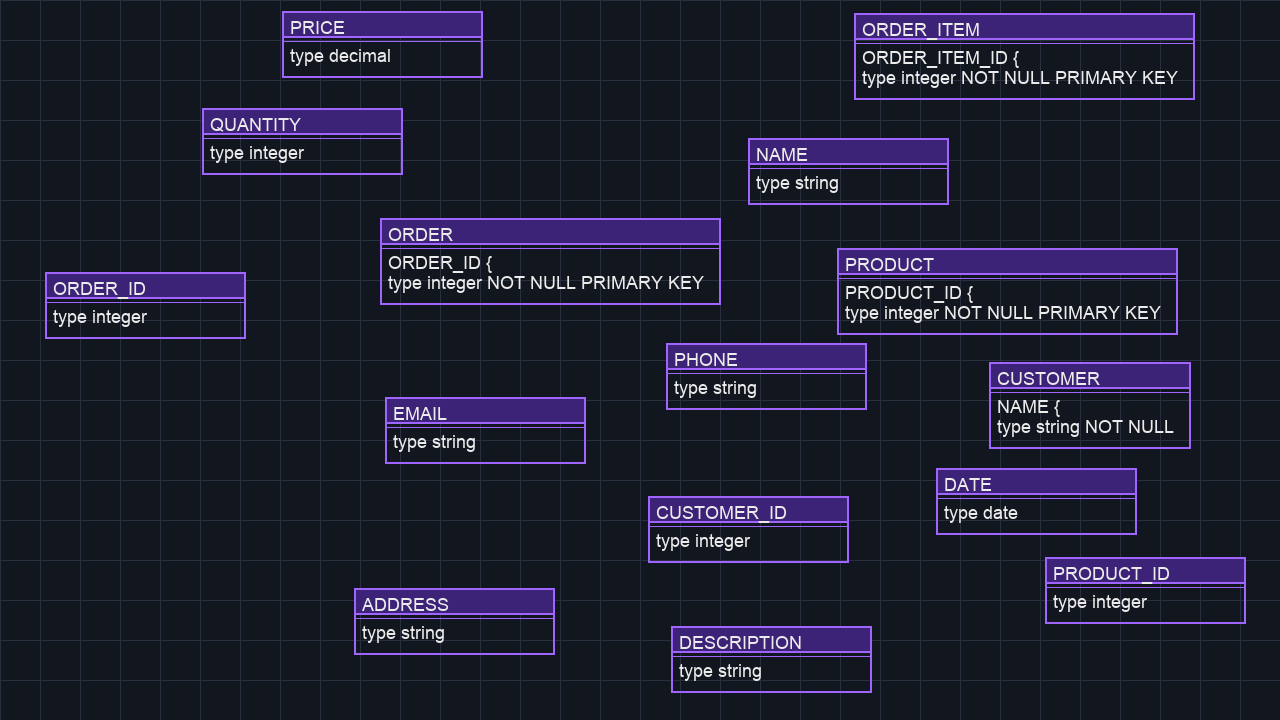 PRICE
type decimal
ORDER_ITEM
ORDER_ITEM_ID {
type integer NOT NULL PRIMARY KEY
QUANTITY
type integer
NAME
type string
ORDER
ORDER_ID {
type integer NOT NULL PRIMARY KEY
PRODUCT
PRODUCT_ID {
type integer NOT NULL PRIMARY KEY
ORDER_ID
type integer
PHONE
type string
CUSTOMER
NAME {
type string NOT NULL
EMAIL
type string
DATE
type date
CUSTOMER_ID
type integer
PRODUCT_ID
type integer
ADDRESS
type string
DESCRIPTION
type string